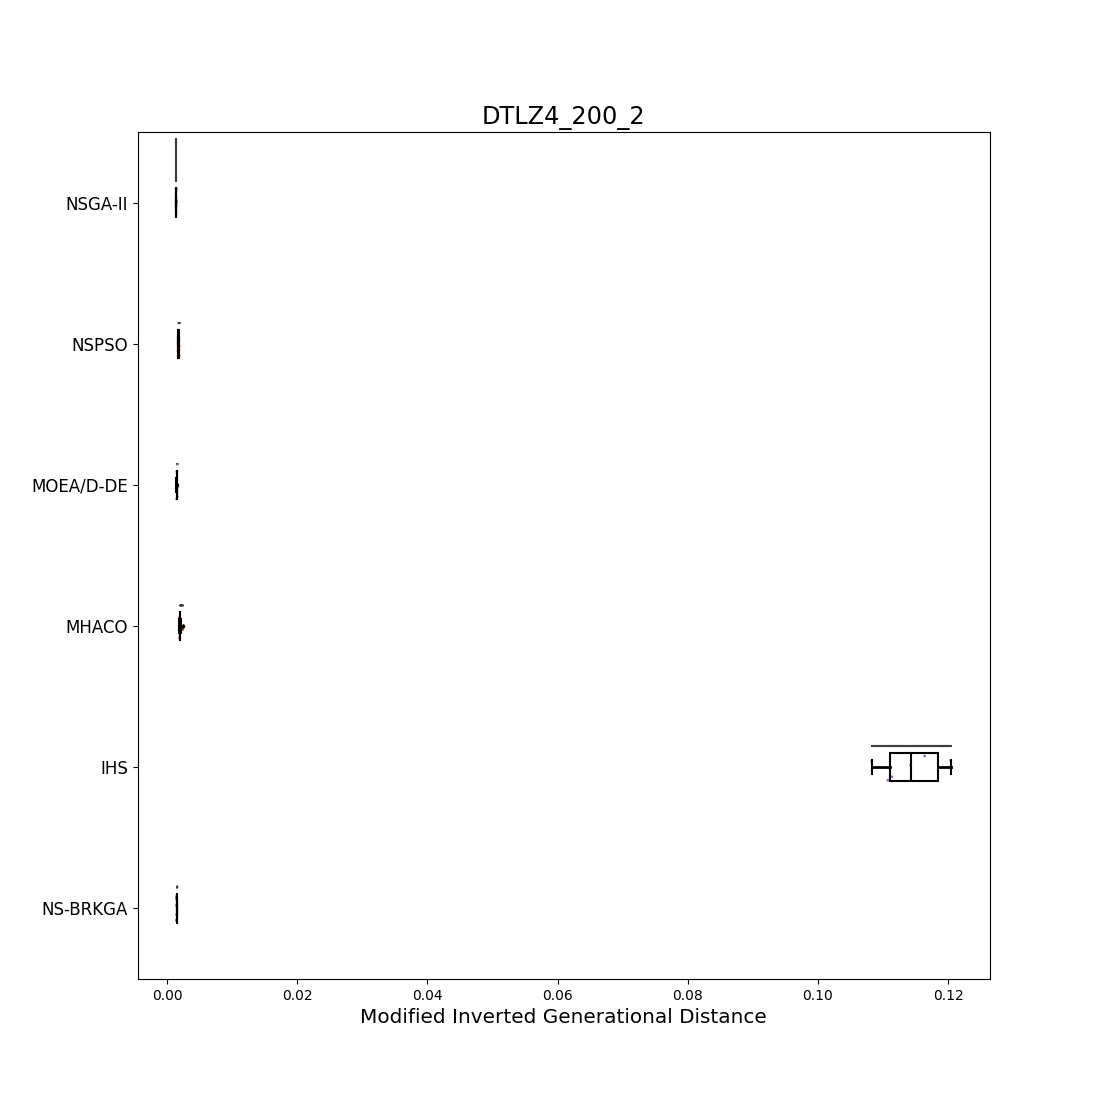 DTLZ4_200_2
NSGA-II
NSPSO
MOEA/D-DE
MHACO
IHS
NS-BRKGA
0.00 0.02 0.04 0.06 0.08 0.10 0.12
Modified Inverted Generational Distance